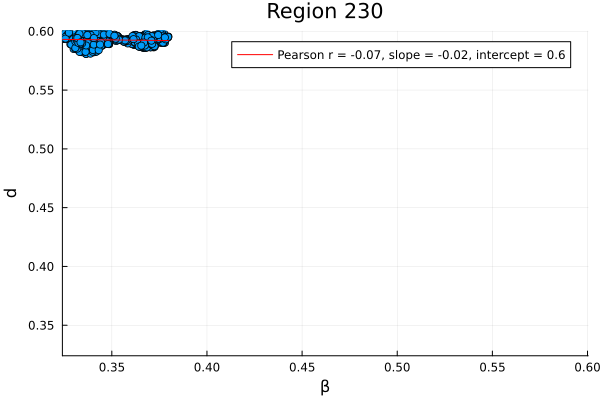 Region 230
Pearson r = -0.07, slope = -0.02, intercept = 0.6
0.60
0.55
0.50
0.45
0.40
0.35
d
0.35 0.40 0.45 0.50 0.55 0.60
β